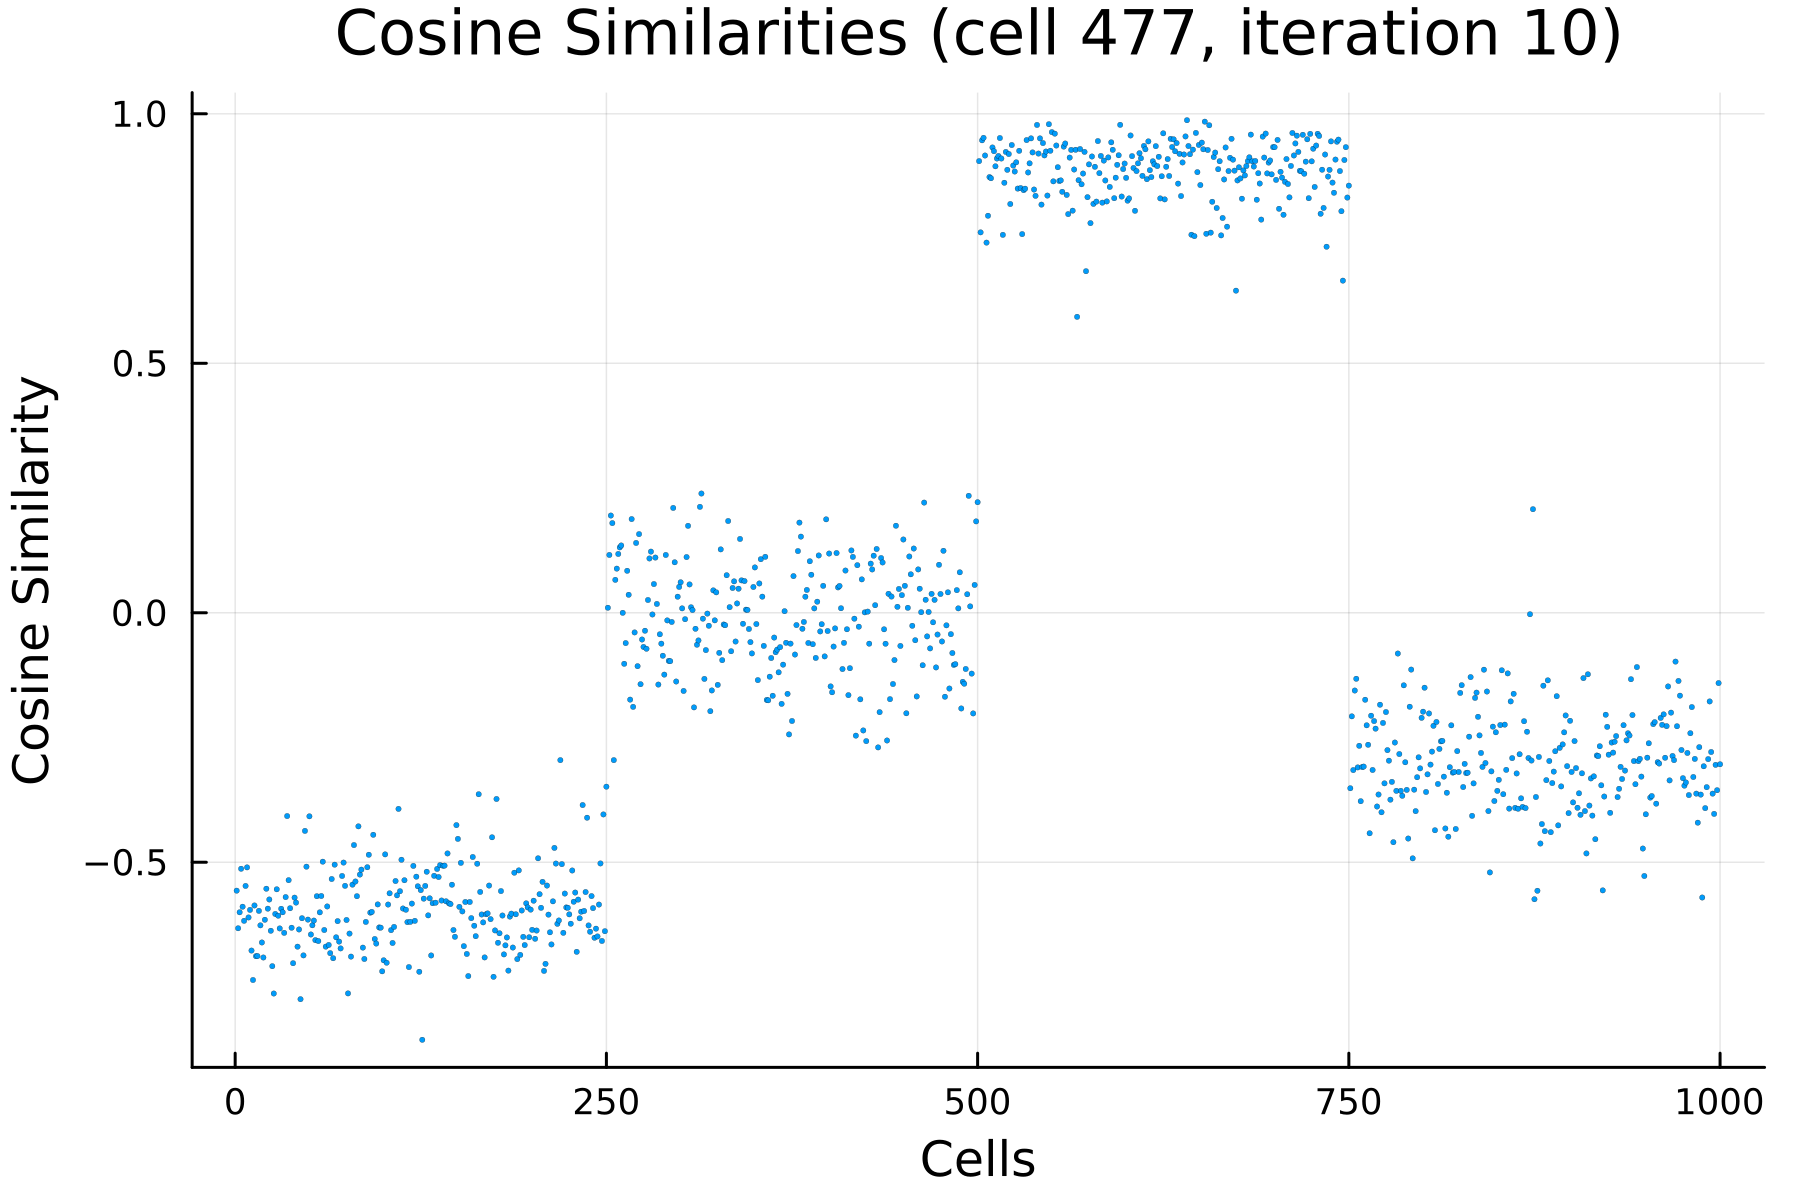 Cosine Similarities (cell 477, iteration 10)
1.0
0.5
0.0
−0.5
Cosine Similarity
0 250 500 750 1000
Cells